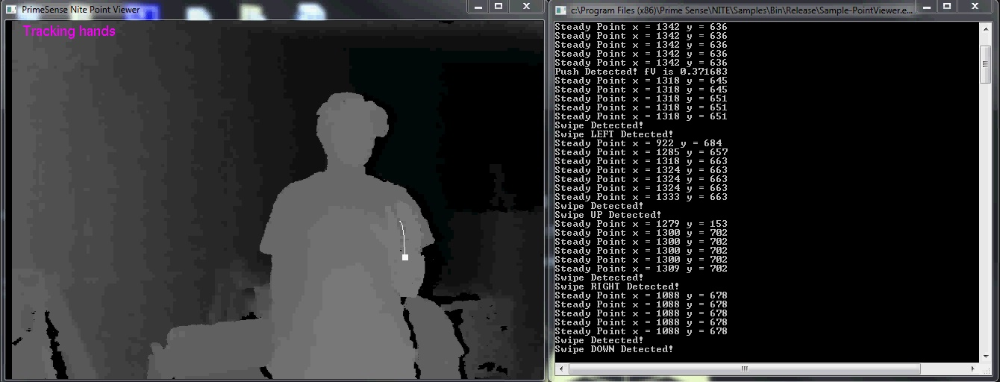 PrimeSense Nite Point Viewer
Tracking hands
c:\Program Files (x86)\Prime Sense\NITE\Samples\Bin\Release\Sample-PointViewer.e...
Steady Point x = 1342 y = 636
Steady Point x = 1342 y = 636
Steady Point x = 1342 y = 636
Steady Point x = 1342 y = 636
Steady Point x = 1342 y = 636
Push Detected! fV is 0.371683
Steady Point x = 1318 y = 645
Steady Point x = 1318 y = 645
Steady Point x = 1318 y = 651
Steady Point x = 1318 y = 651
Steady Point x = 1318 y = 651
Swipe Detected!
Swipe LEFT Detected!
Steady Point x = 922 y = 684
Steady Point x = 1285 y = 657
Steady Point x = 1318 y = 663
Steady Point x = 1324 y = 663
Steady Point x = 1324 y = 663
Steady Point x = 1324 y = 663
Steady Point x = 1333 y = 663
Swipe Detected!
Swipe UP Detected!
Steady Point x = 1279 y = 153
Steady Point x = 1300 y = 702
Steady Point x = 1300 y = 702
Steady Point x = 1300 y = 702
Steady Point x = 1300 y = 702
Steady Point x = 1309 y = 702
Swipe Detected!
Swipe RIGHT Detected!
Steady Point x = 1088 y = 678
Steady Point x = 1088 y = 678
Steady Point x = 1088 y = 678
Steady Point x = 1088 y = 678
Steady Point x = 1088 y = 678
Swipe Detected!
Swipe DOWN Detected!